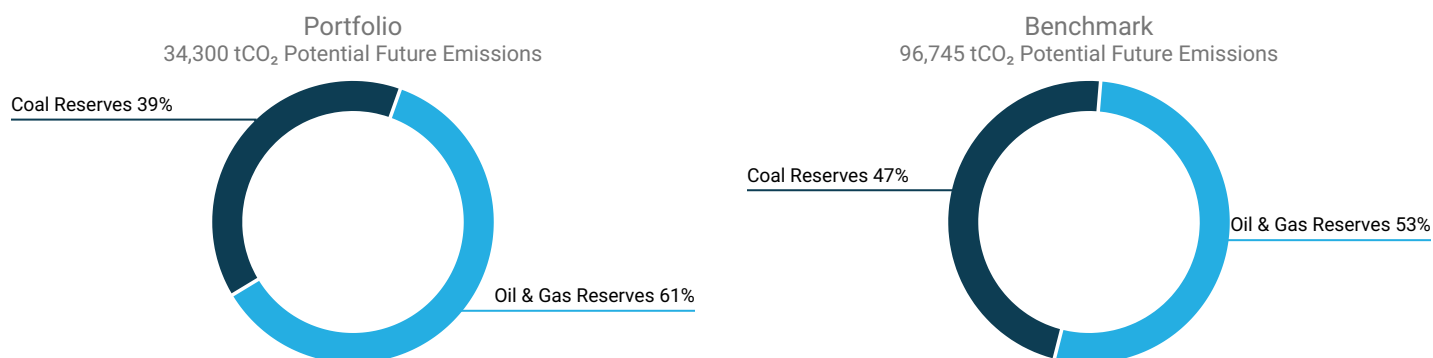 Portfolio
34,300 tCO₂ Potential Future Emissions
Coal Reserves 39%
Oil & Gas Reserves 61%
Benchmark
96,745 tCO₂ Potential Future Emissions
Coal Reserves 47%
Oil & Gas Reserves 53%